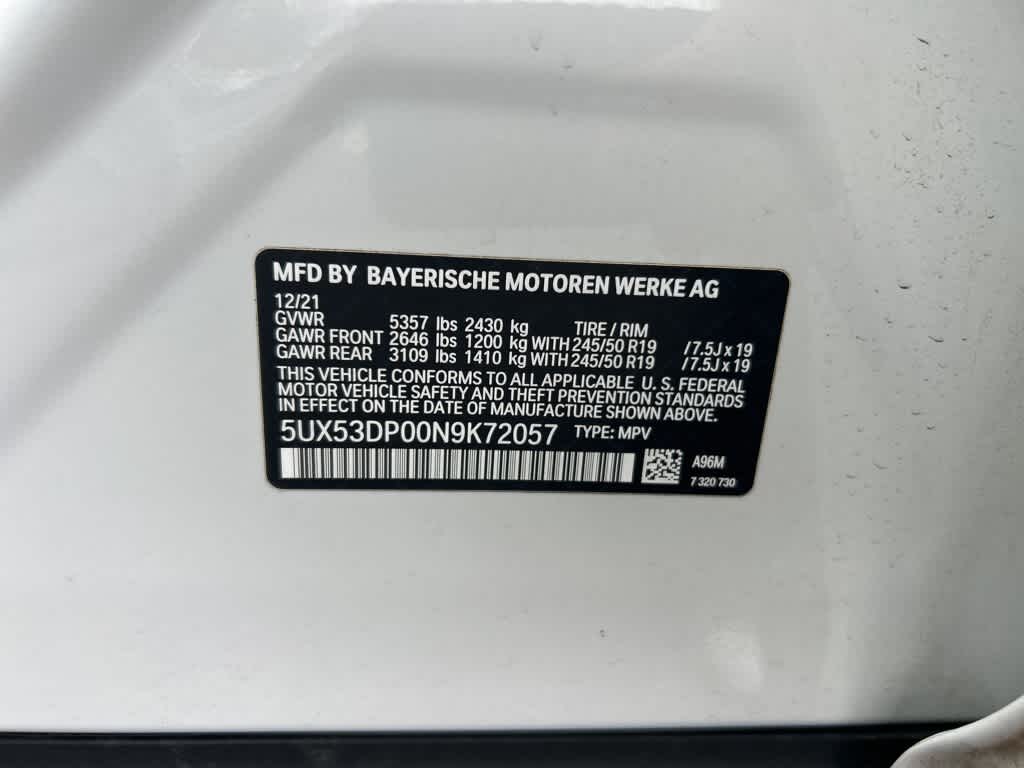 MFD BY BAYERISCHE MOTOREN WERKE AG
12/21
GVWR 5357 lbs 2430 kg TIRE / RIM
GAWR FRONT 2646 lbs 1200 kg WITH 245/50 R19 /7.5J x 19
GAWR REAR 3109 lbs 1410 kg WITH 245/50 R19 /7.5J x 19
THIS VEHICLE CONFORMS TO ALL APPLICABLE U. S. FEDERAL
MOTOR VEHICLE SAFETY AND THEFT PREVENTION STANDARDS
IN EFFECT ON THE DATE OF MANUFACTURE SHOWN ABOVE.
5UX53DP00N9K72057 TYPE: MPV
A96M
7 320 730